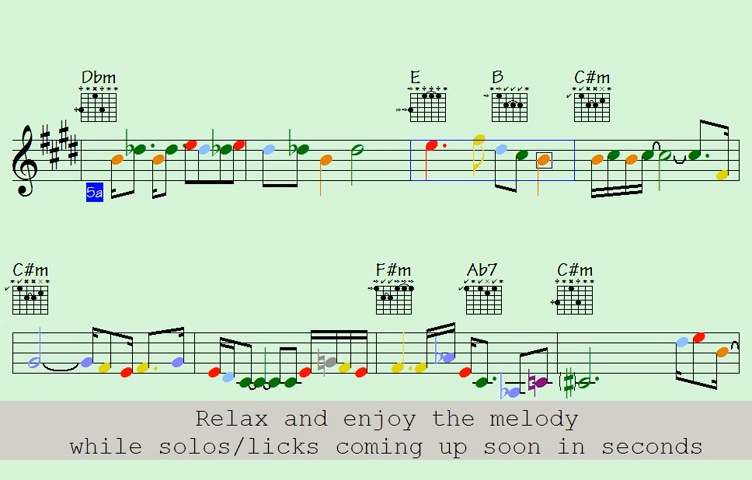 Dbm E B C#m
5a
C#m F#m Ab7 C#m
Relax and enjoy the melody
while solos/licks coming up soon in seconds